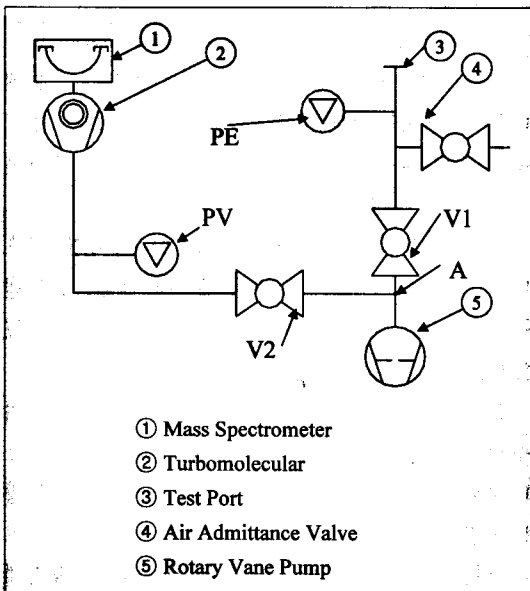 ①
②
③
④
PE
PV
V1
A
⑤
V2
① Mass Spectrometer
② Turbomolecular
③ Test Port
④ Air Admittance Valve
⑤ Rotary Vane Pump